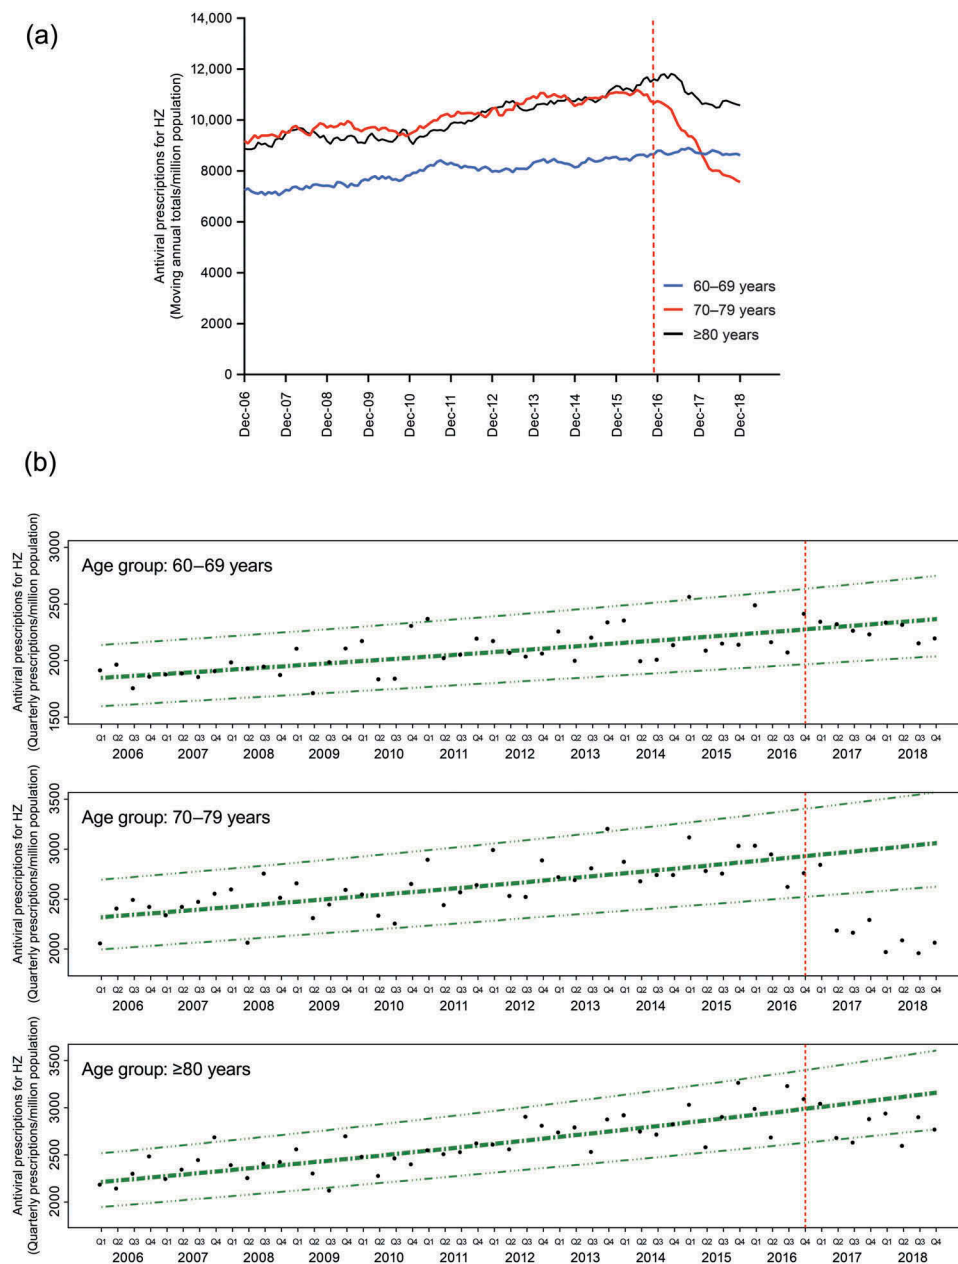 (a)
Antiviral prescriptions for HZ
(Moving annual totals/million population)
14,000
12,000
10,000
8000
6000
4000
2000
0
60–69 years
70–79 years
≥80 years
Dec-06
Dec-07
Dec-08
Dec-09
Dec-10
Dec-11
Dec-12
Dec-13
Dec-14
Dec-15
Dec-16
Dec-17
Dec-18
(b)
Antiviral prescriptions for HZ
(Quarterly prescriptions/million population)
3000
2500
2000
1500
Age group: 60–69 years
Q1 Q2 Q3 Q4 Q1 Q2 Q3 Q4 Q1 Q2 Q3 Q4 Q1 Q2 Q3 Q4 Q1 Q2 Q3 Q4 Q1 Q2 Q3 Q4 Q1 Q2 Q3 Q4 Q1 Q2 Q3 Q4 Q1 Q2 Q3 Q4 Q1 Q2 Q3 Q4 Q1 Q2 Q3 Q4 Q1 Q2 Q3 Q4 Q1 Q2 Q3 Q4
2006 2007 2008 2009 2010 2011 2012 2013 2014 2015 2016 2017 2018
Antiviral prescriptions for HZ
(Quarterly prescriptions/million population)
3500
3000
2500
2000
Age group: 70–79 years
Q1 Q2 Q3 Q4 Q1 Q2 Q3 Q4 Q1 Q2 Q3 Q4 Q1 Q2 Q3 Q4 Q1 Q2 Q3 Q4 Q1 Q2 Q3 Q4 Q1 Q2 Q3 Q4 Q1 Q2 Q3 Q4 Q1 Q2 Q3 Q4 Q1 Q2 Q3 Q4 Q1 Q2 Q3 Q4 Q1 Q2 Q3 Q4 Q1 Q2 Q3 Q4
2006 2007 2008 2009 2010 2011 2012 2013 2014 2015 2016 2017 2018
Antiviral prescriptions for HZ
(Quarterly prescriptions/million population)
3500
3000
2500
2000
Age group: ≥80 years
Q1 Q2 Q3 Q4 Q1 Q2 Q3 Q4 Q1 Q2 Q3 Q4 Q1 Q2 Q3 Q4 Q1 Q2 Q3 Q4 Q1 Q2 Q3 Q4 Q1 Q2 Q3 Q4 Q1 Q2 Q3 Q4 Q1 Q2 Q3 Q4 Q1 Q2 Q3 Q4 Q1 Q2 Q3 Q4 Q1 Q2 Q3 Q4 Q1 Q2 Q3 Q4
2006 2007 2008 2009 2010 2011 2012 2013 2014 2015 2016 2017 2018